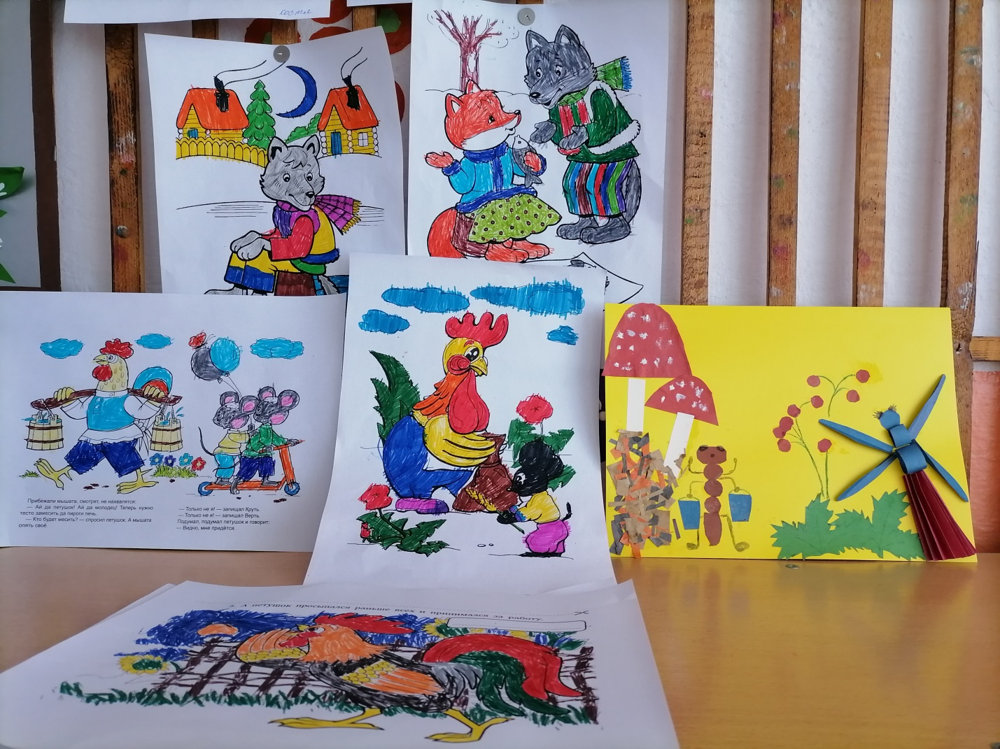 Прибежали мышата, смотрят, не нахвалятся:
— Ай да петушок! Ай да молодец! Теперь нужно
тесто замесить да пироги печь.
— Кто будет месить? — спросил петушок. А мышата
опять своё.
— Только не я! — запищал Круть.
— Только не я! — запищал Верть.
Подумал, подумал петушок и говорит:
— Видно, мне придётся.
2. А петушок просыпался раньше всех и принимался за работу.